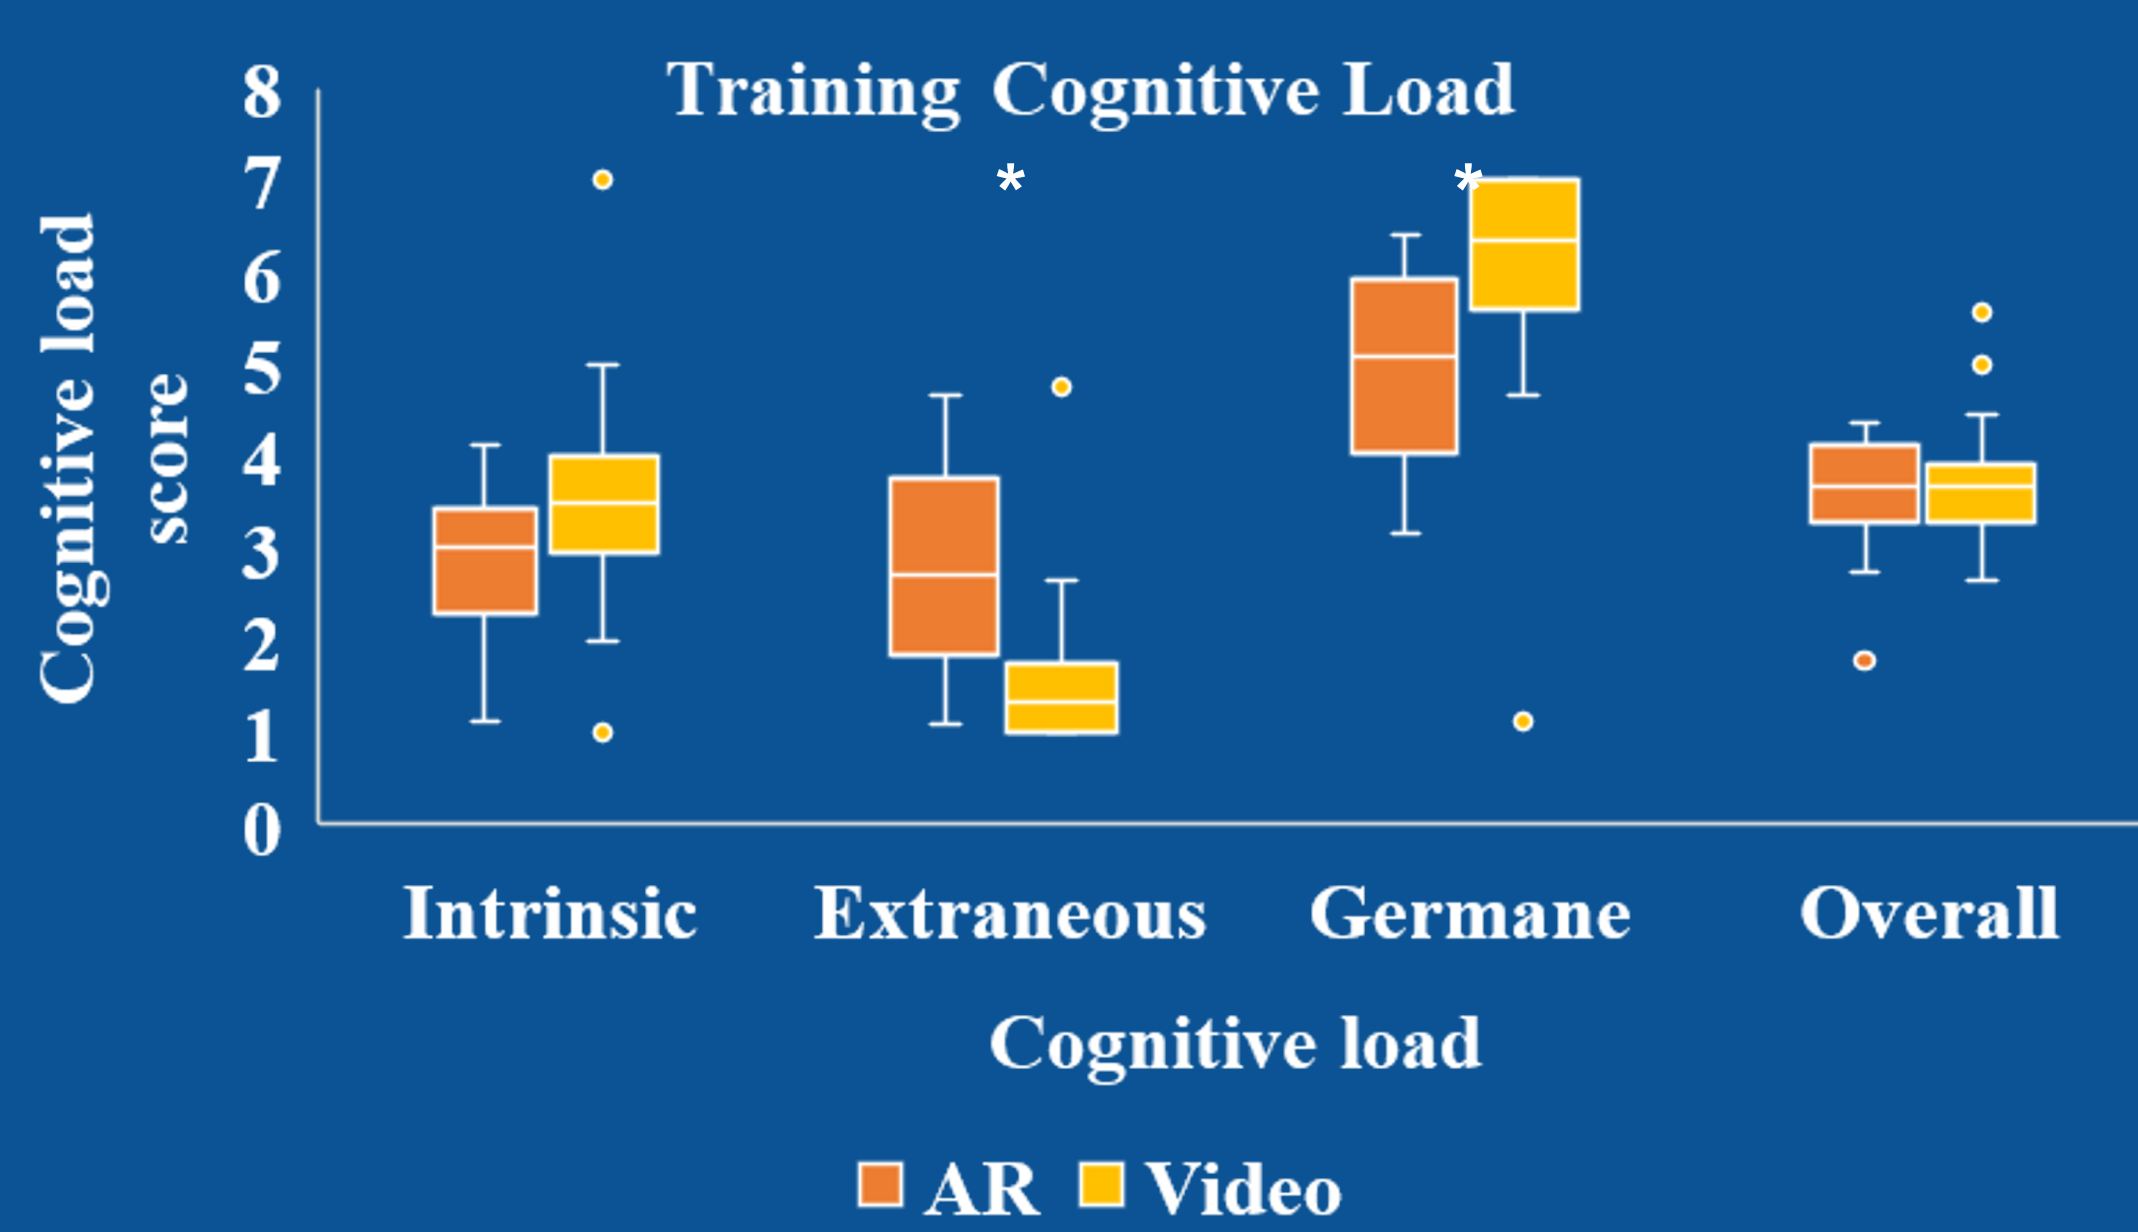 Training Cognitive Load
8
7
6
5
4
3
2
1
0
Cognitive load
score
*
*
Intrinsic Extraneous Germane Overall
Cognitive load
AR Video